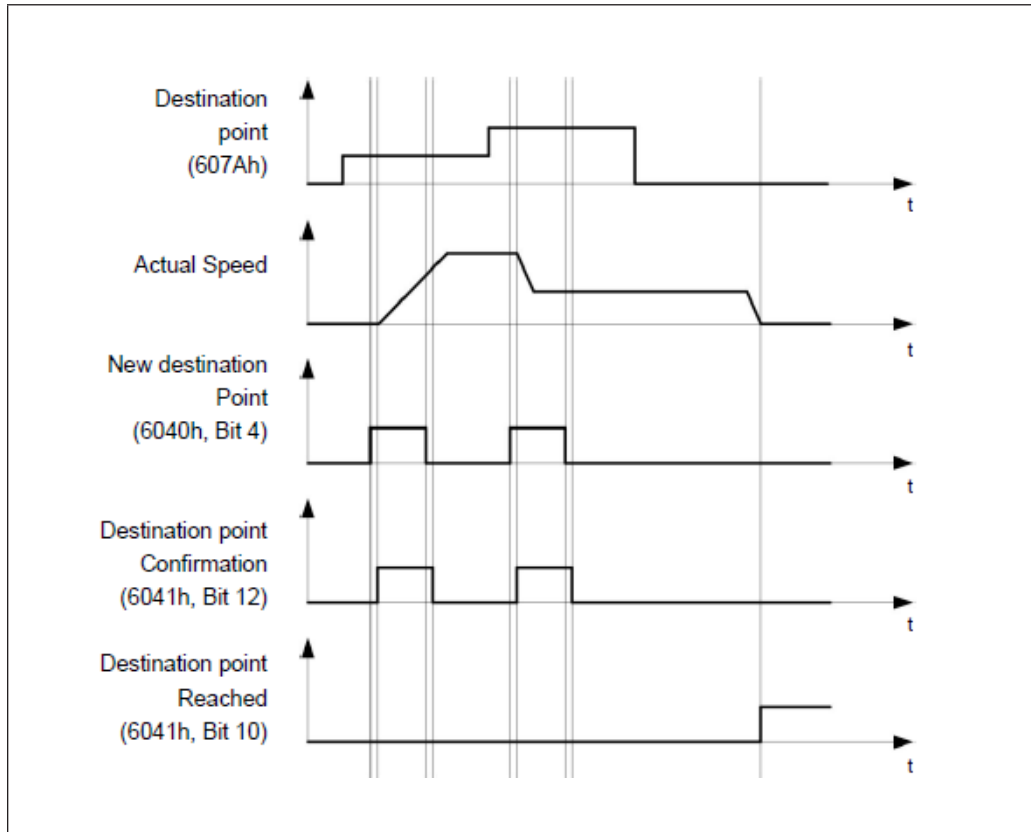 Destination
point
(607Ah)
t
Actual Speed
t
New destination
Point
(6040h, Bit 4)
t
Destination point
Confirmation
(6041h, Bit 12)
t
Destination point
Reached
(6041h, Bit 10)
t